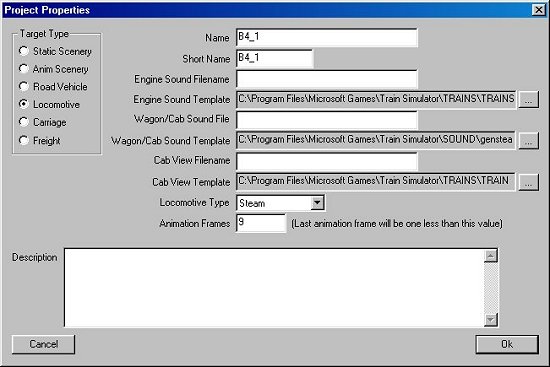 Project Properties
Target Type
Static Scenery
Anim Scenery
Road Vehicle
Locomotive
Carriage
Freight
Name B4_1
Short Name B4_1
Engine Sound Filename
Engine Sound Template C:\Program Files\Microsoft Games\Train Simulator\TRAINS\TRAINS ...
Wagon/Cab Sound File
Wagon/Cab Sound Template C:\Program Files\Microsoft Games\Train Simulator\SOUND\genstea ...
Cab View Filename
Cab View Template C:\Program Files\Microsoft Games\Train Simulator\TRAINS\TRAIN ...
Locomotive Type Steam
Animation Frames 9 (Last animation frame will be one less than this value)
Description
Cancel Ok